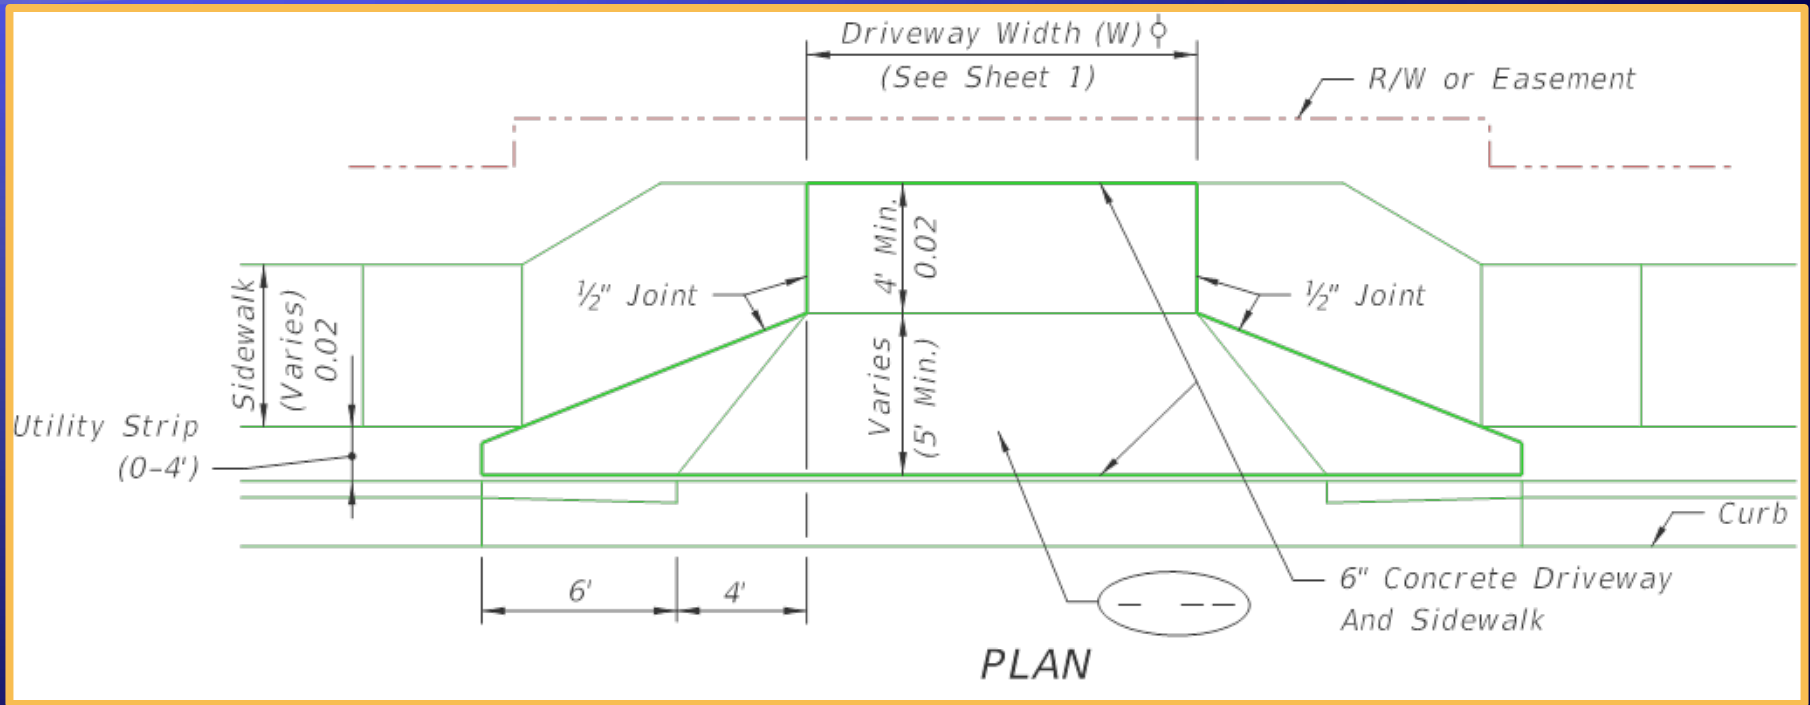 Driveway Width (W)
(See Sheet 1)
R/W or Easement
4' Min.
0.02
½" Joint
½" Joint
Sidewalk
(Varies)
0.02
Varies
(5' Min.)
Utility Strip
(0-4')
Curb
6'
4'
6" Concrete Driveway
And Sidewalk
PLAN